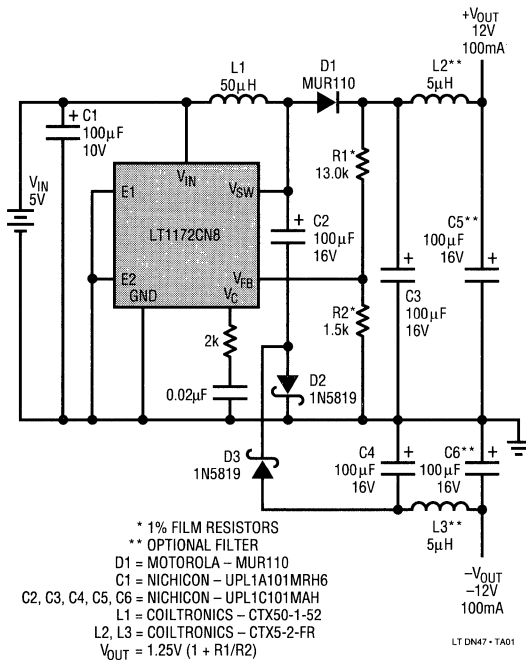 +VOUT
12V
100mA
L1
50µH
D1
MUR110
L2**
5µH
+ C1
100µF
10V
VIN
5V
E1
VIN
VSW
LT1172CN8
E2
VFB
GND
VC
R1*
13.0k
+
C2
100µF
16V
C5**
100µF
16V
+
+
C3
100µF
16V
R2*
1.5k
2k
0.02µF
D2
1N5819
D3
1N5819
C4
100µF
16V
+
C6**
100µF
16V
+
L3**
5µH
–VOUT
–12V
100mA
* 1% FILM RESISTORS
** OPTIONAL FILTER
D1 = MOTOROLA – MUR110
C1 = NICHICON – UPL1A101MRH6
C2, C3, C4, C5, C6 = NICHICON – UPL1C101MAH
L1 = COILTRONICS – CTX50-1-52
L2, L3 = COILTRONICS – CTX5-2-FR
VOUT = 1.25V (1 + R1/R2)
LT DN47 • TA01